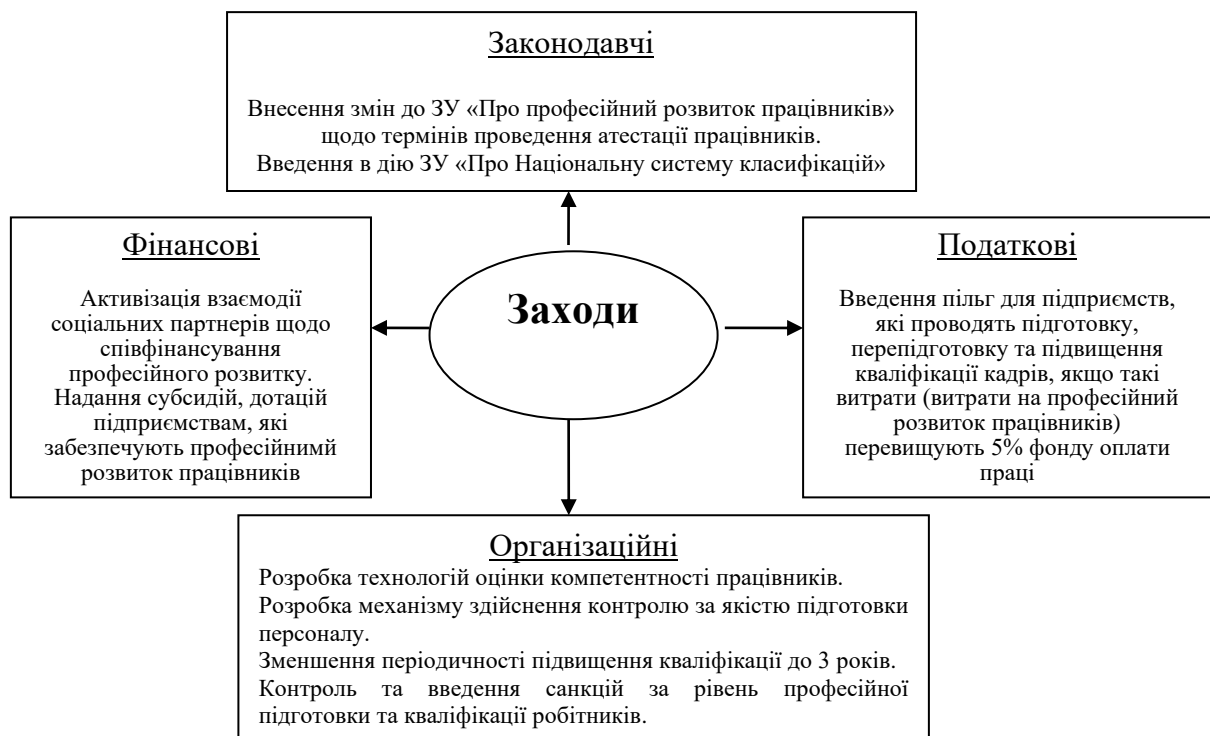 Законодавчі
Внесення змін до ЗУ «Про професійний розвиток працівників»
щодо термінів проведення атестації працівників.
Введення в дію ЗУ «Про Національну систему класифікацій»
Фінансові
Активізація взаємодії
соціальних партнерів щодо
співфінансування
професійного розвитку.
Надання субсидій, дотацій
підприємствам, які
забезпечують професійнимй
розвиток працівників
Заходи
Податкові
Введення пільг для підприємств,
які проводять підготовку,
перепідготовку та підвищення
кваліфікації кадрів, якщо такі
витрати (витрати на професійний
розвиток працівників)
перевищують 5% фонду оплати
праці
Організаційні
Розробка технологій оцінки компетентності працівників.
Розробка механізму здійснення контролю за якістю підготовки
персоналу.
Зменшення періодичності підвищення кваліфікації до 3 років.
Контроль та введення санкцій за рівень професійної
підготовки та кваліфікації робітників.